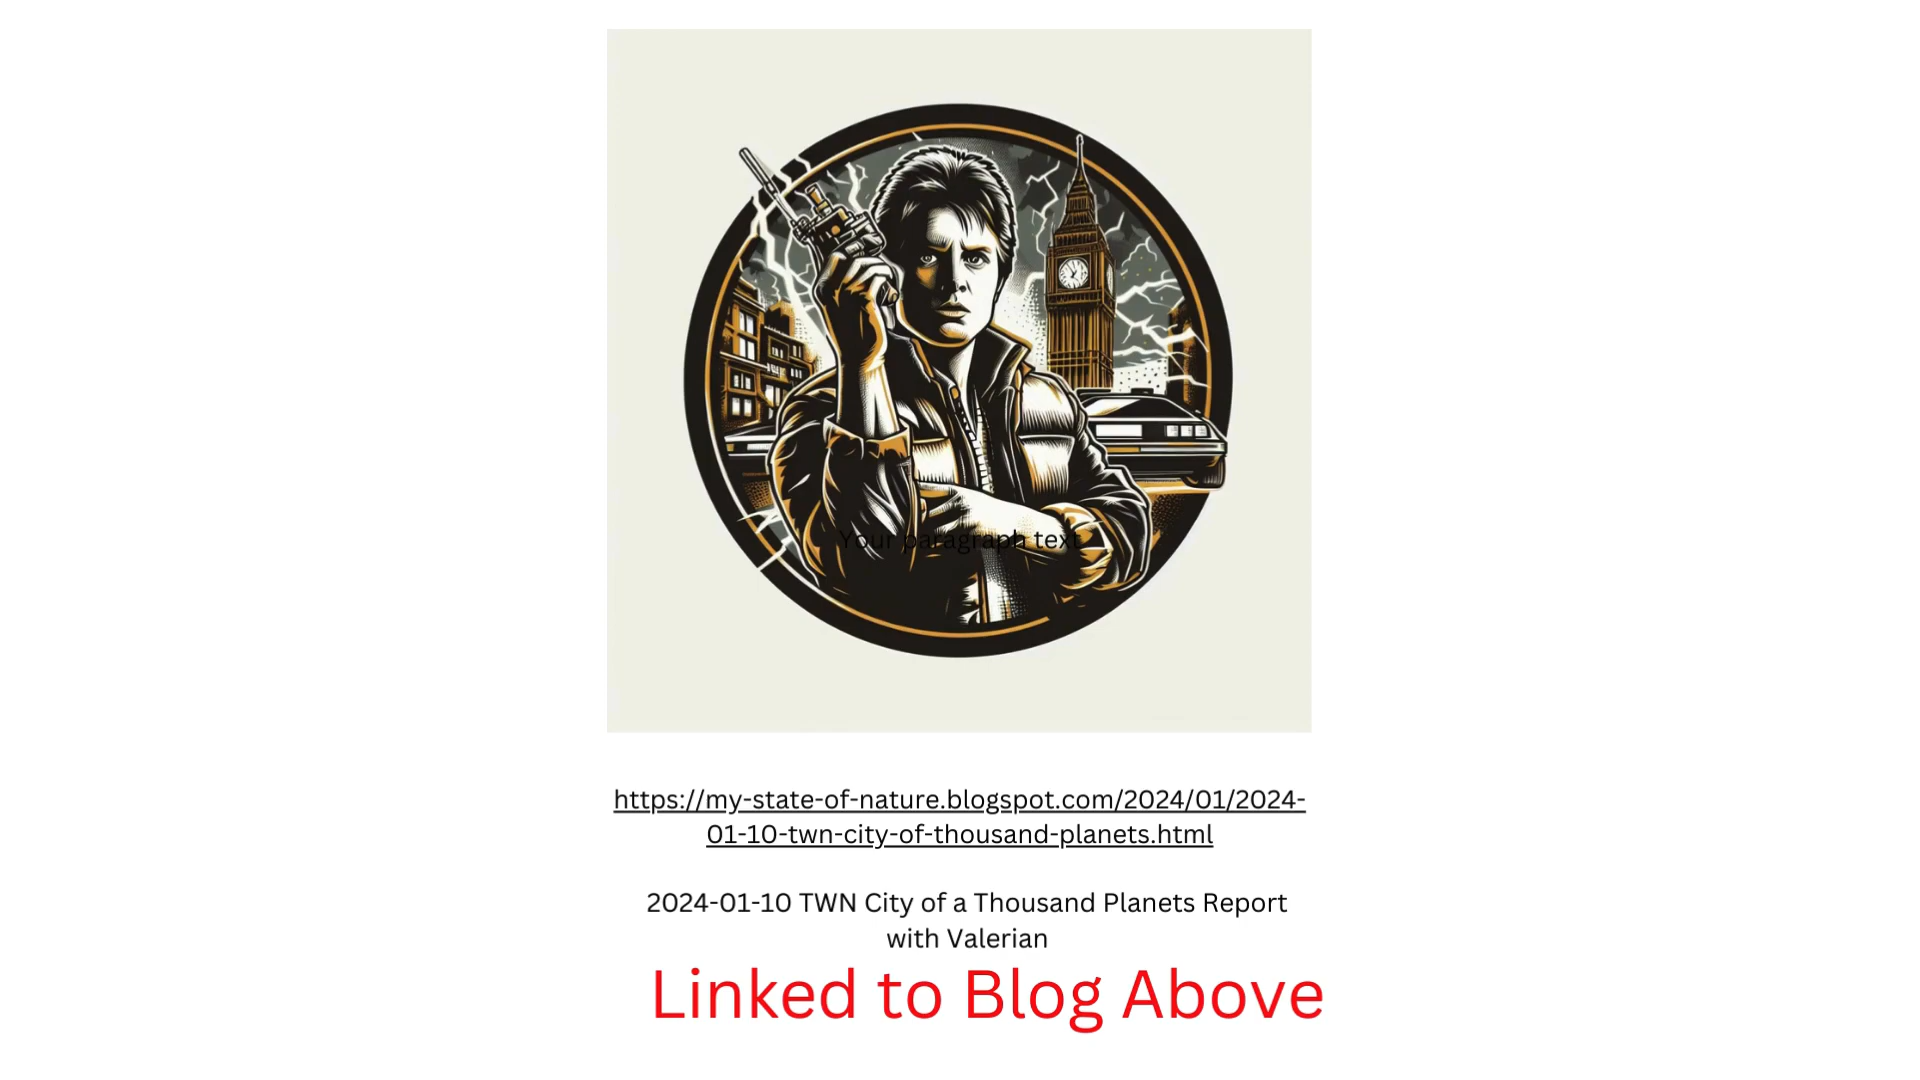 Your paragraph text
https://my-state-of-nature.blogspot.com/2024/01/2024-
01-10-twn-city-of-thousand-planets.html
2024-01-10 TWN City of a Thousand Planets Report
with Valerian
Linked to Blog Above